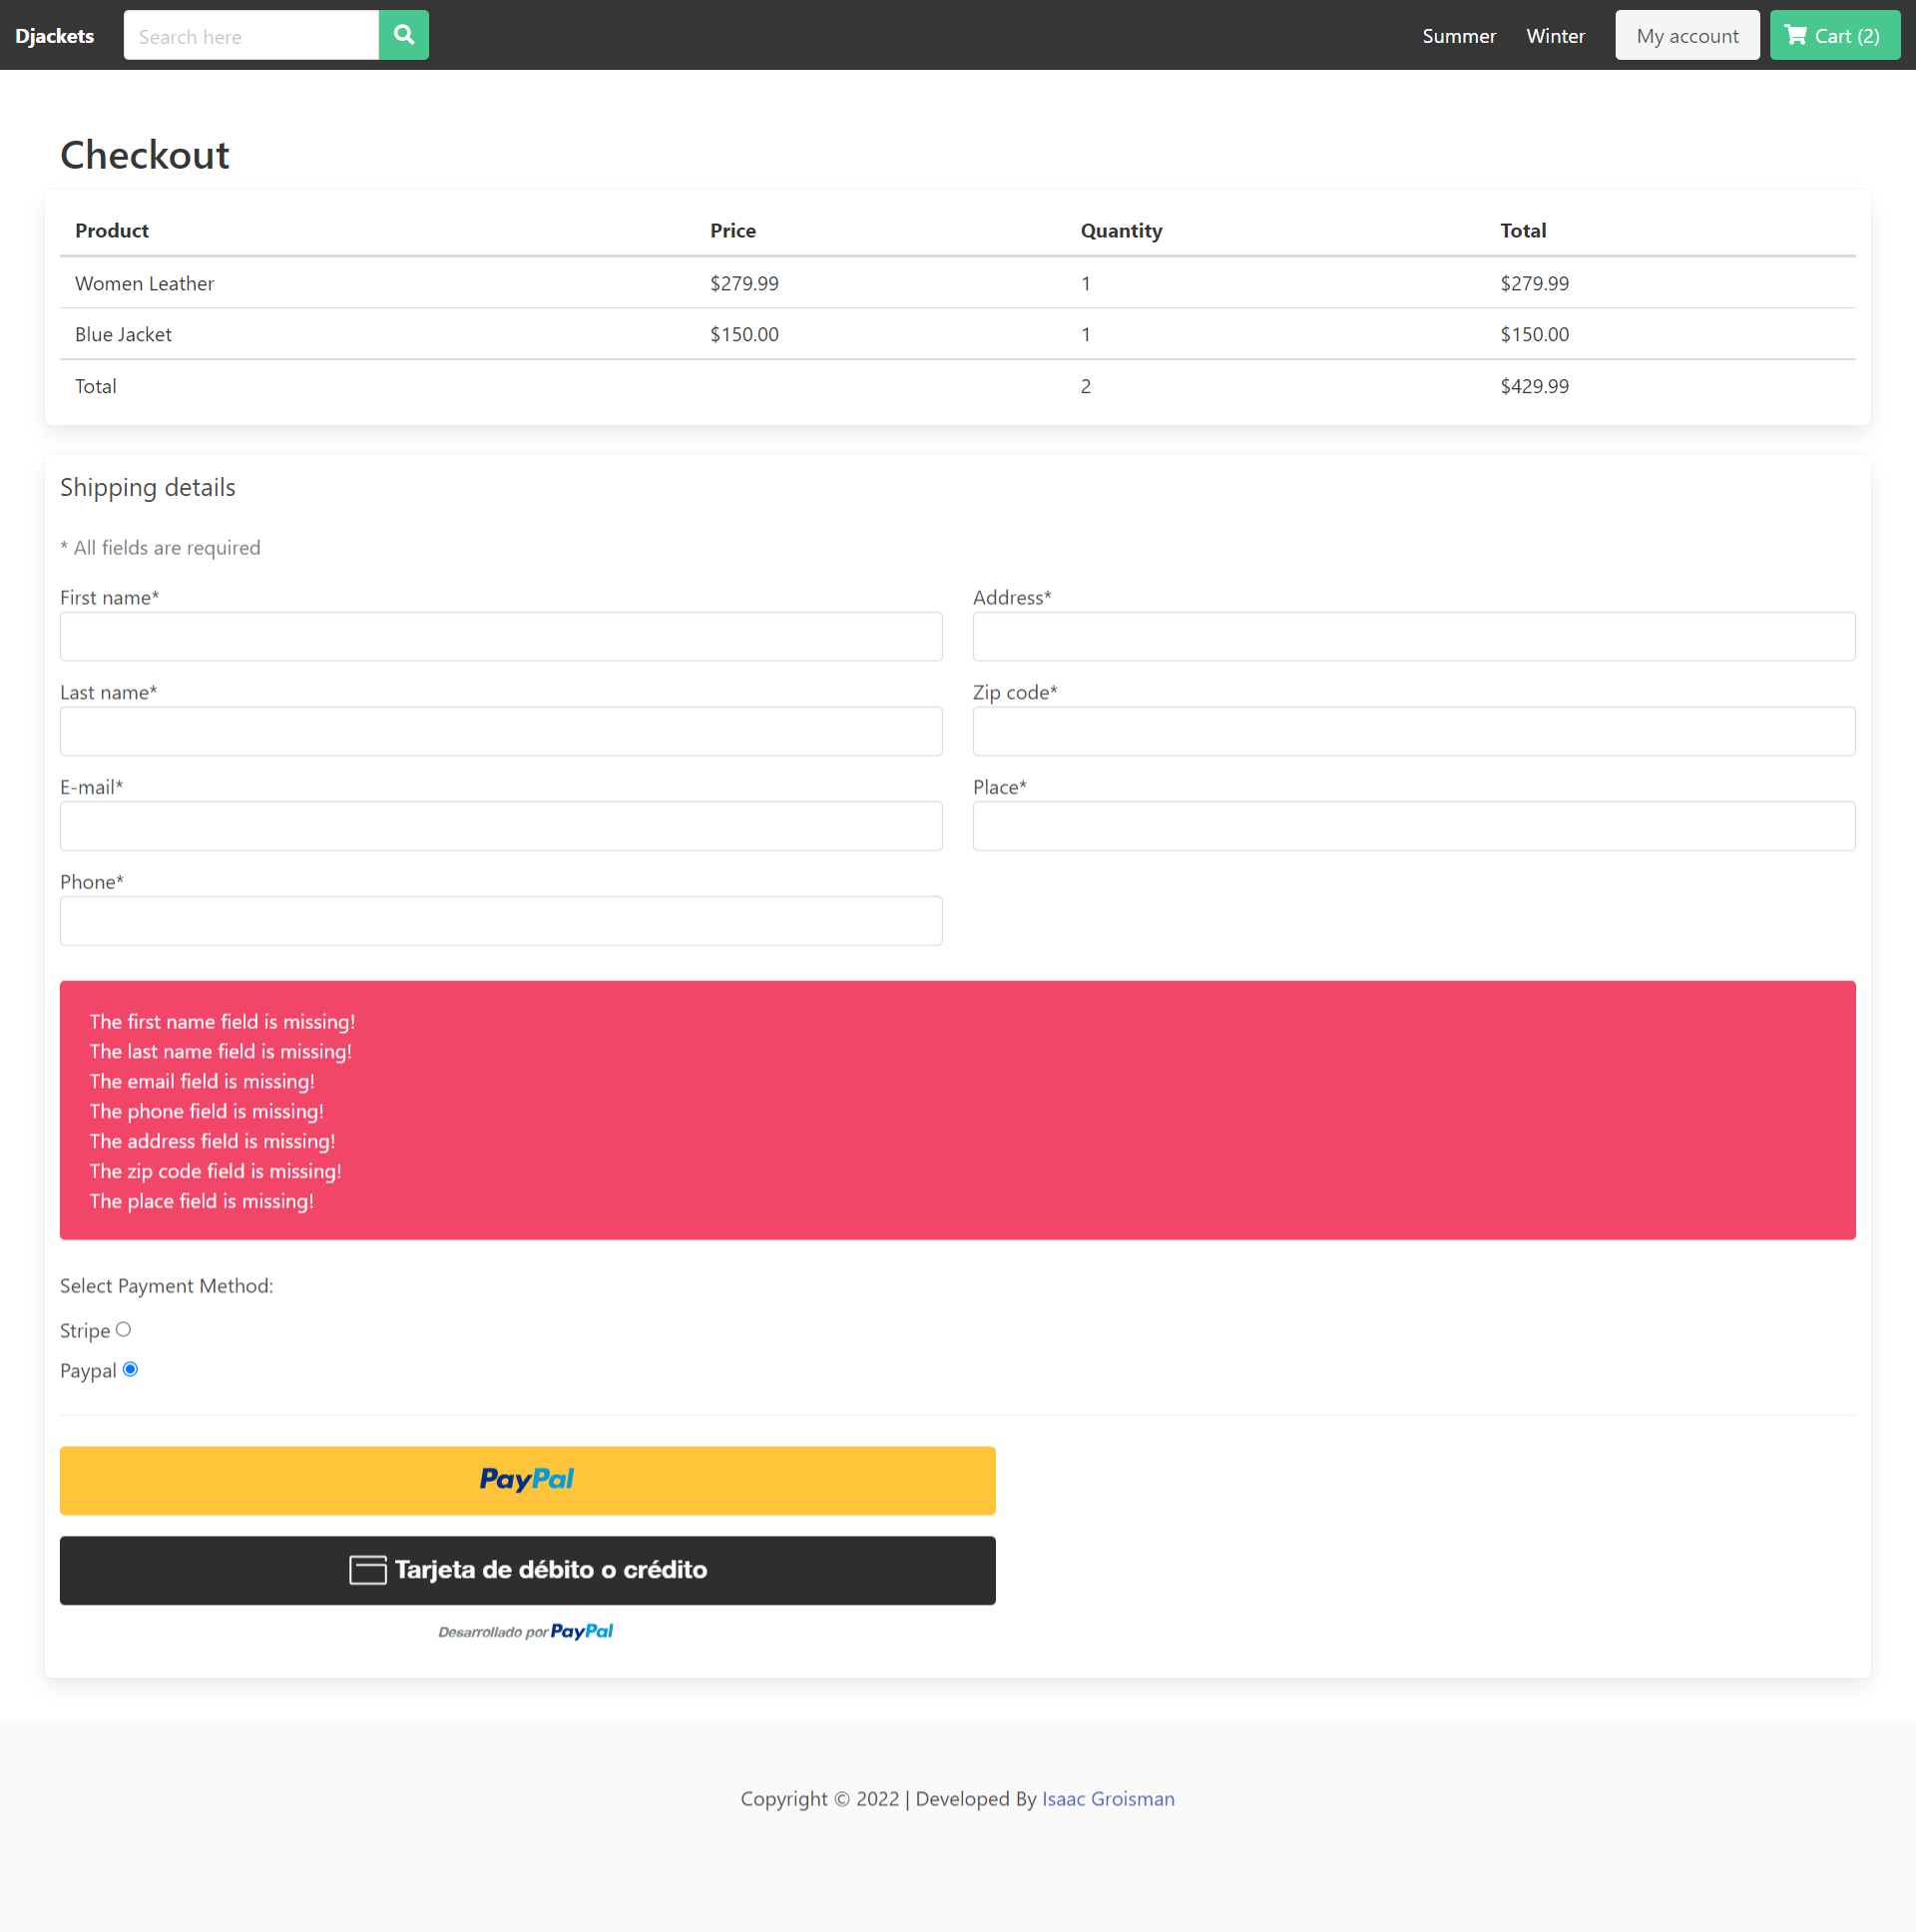 Djackets
Search here
Summer
Winter
My account
Cart (2)
Checkout
Product Price Quantity Total
Women Leather $279.99 1 $279.99
Blue Jacket $150.00 1 $150.00
Total 2 $429.99
Shipping details
* All fields are required
First name*
Last name*
E-mail*
Phone*
Address*
Zip code*
Place*
The first name field is missing!
The last name field is missing!
The email field is missing!
The phone field is missing!
The address field is missing!
The zip code field is missing!
The place field is missing!
Select Payment Method:
Stripe
Paypal
PayPal
Tarjeta de débito o crédito
Desarrollado por PayPal
Copyright © 2022 | Developed By Isaac Groisman